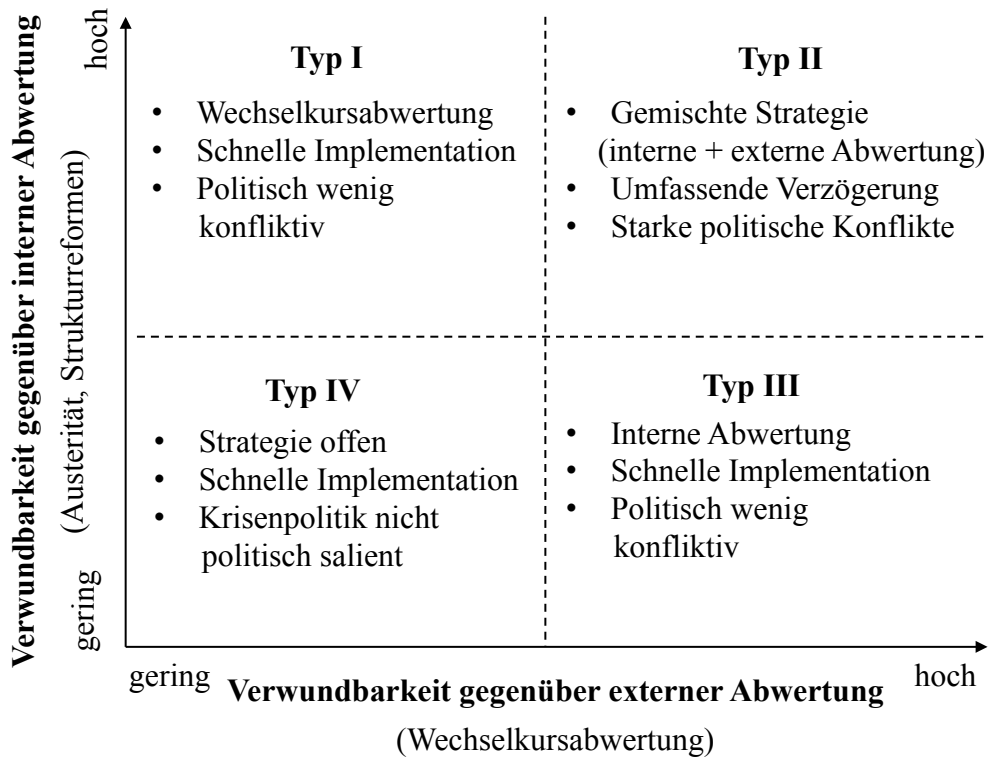 Verwundbarkeit gegenüber interner Abwertung
(Austerität, Strukturreformen)
hoch
gering
Typ I
• Wechselkursabwertung
• Schnelle Implementation
• Politisch wenig
konfliktiv
Typ II
• Gemischte Strategie
(interne + externe Abwertung)
• Umfassende Verzögerung
• Starke politische Konflikte
Typ IV
• Strategie offen
• Schnelle Implementation
• Krisenpolitik nicht
politisch salient
Typ III
• Interne Abwertung
• Schnelle Implementation
• Politisch wenig
konfliktiv
gering
hoch
Verwundbarkeit gegenüber externer Abwertung
(Wechselkursabwertung)